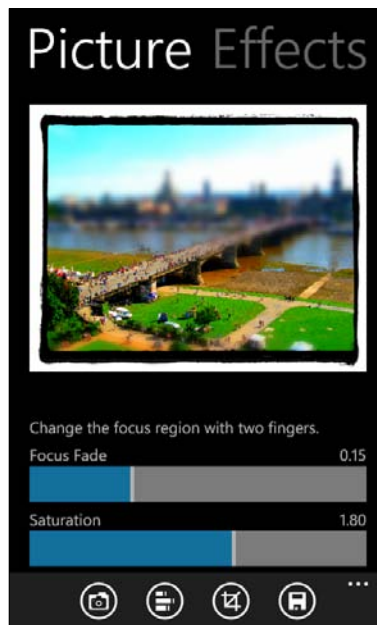 Picture Effects
Change the focus region with two fingers.
Focus Fade 0.15
Saturation 1.80